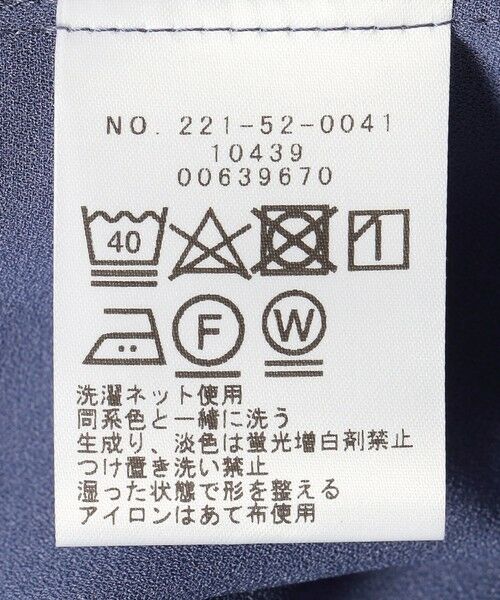 NO. 221-52-0041
10439
00639670
40
F W
洗濯ネット使用
同系色と一緒に洗う
生成り、淡色は蛍光増白剤禁止
つけ置き洗い禁止
湿った状態で形を整える
アイロンはあて布使用